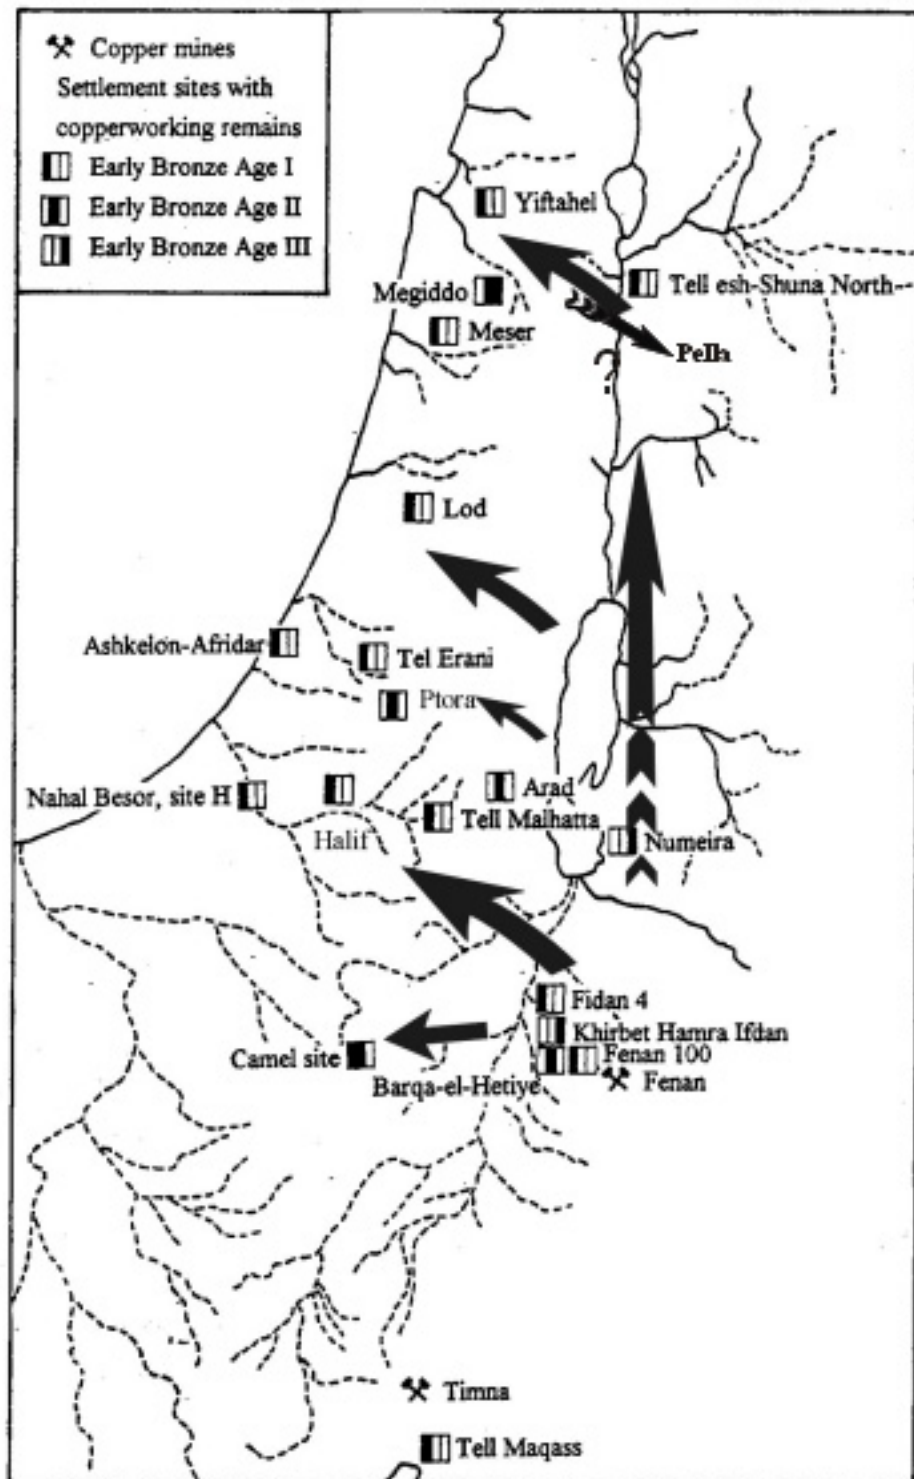 Copper mines
Settlement sites with
copperworking remains
Early Bronze Age I
Early Bronze Age II
Early Bronze Age III
Yiftahel
Tell esh-Shuna North
Megiddo
Meser
Pella
?
Lod
Ashkelon-Afridar
Tel Erani
Ptora
Arad
Nahal Besor, site H
Tell Malhatta
Halif
Numeira
Fidan 4
Khirbet Hamra Ifdan
Camel site
Fenan 100
Barqa-el-Hetiye
Fenan
Timna
Tell Maqass